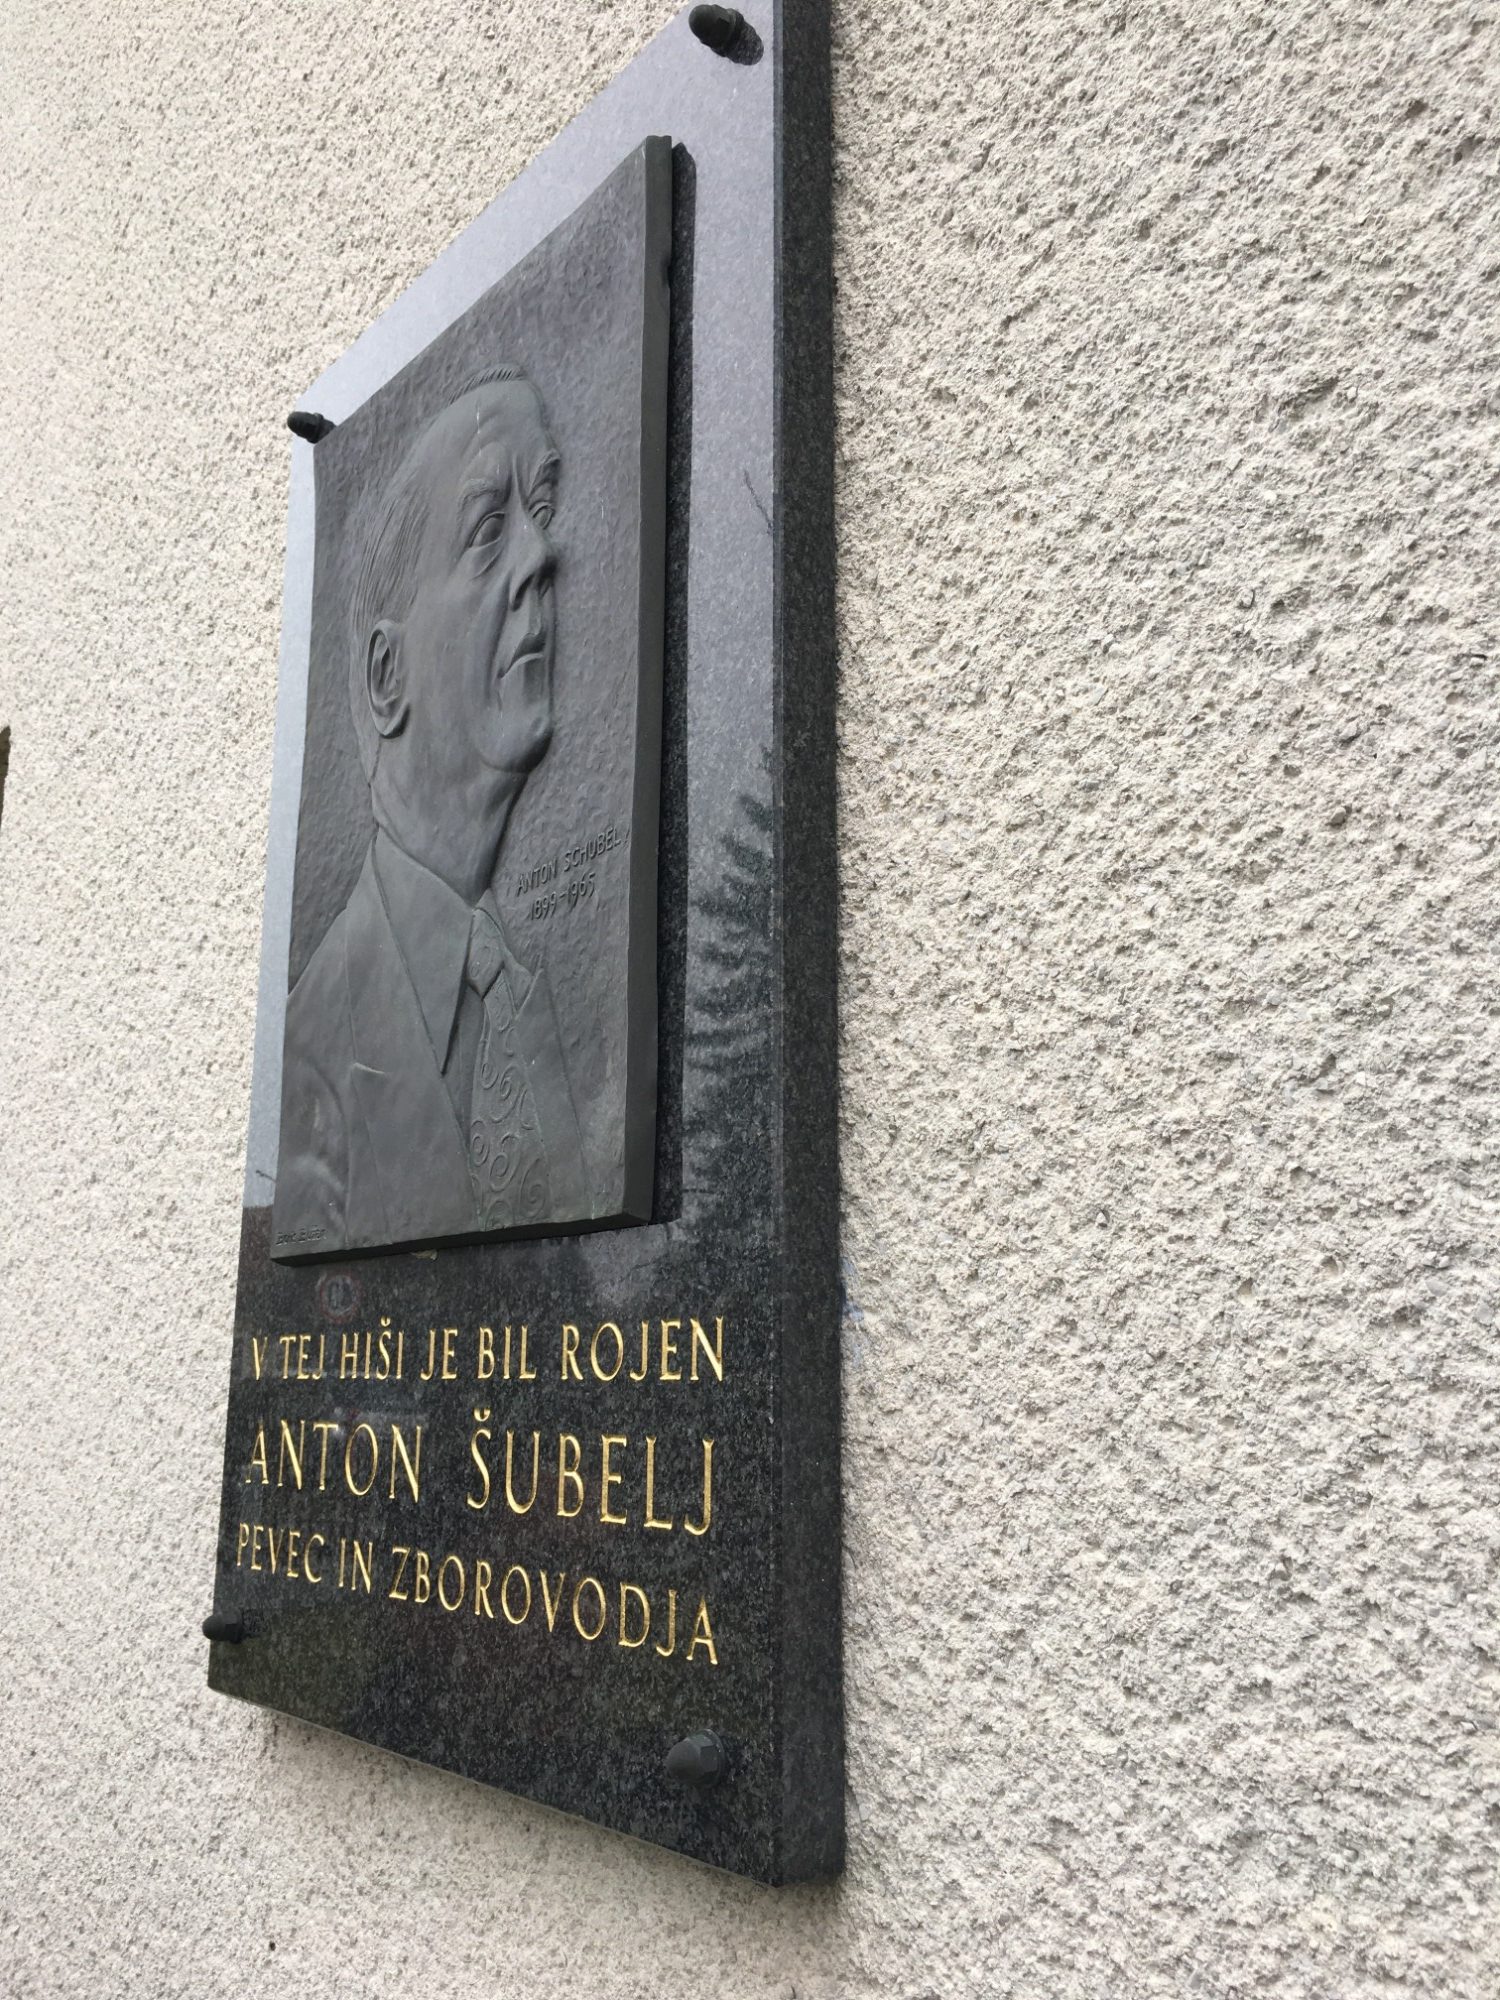 ANTON SCHUBEL
1899-1965
V TEJ HIŠI JE BIL ROJEN
ANTON ŠUBELJ
PEVEC IN ZBOROVODJA